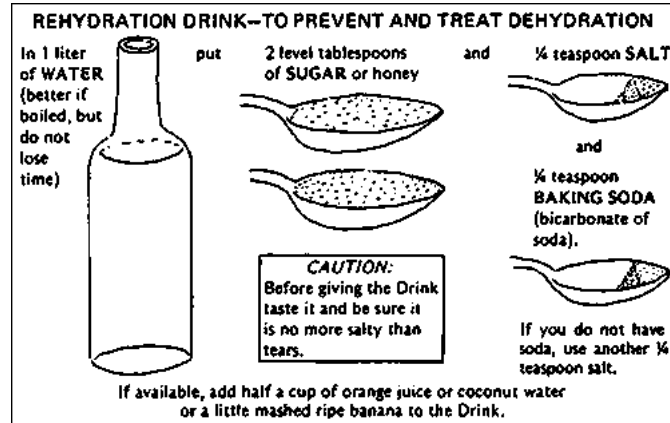 REHYDRATION DRINK—TO PREVENT AND TREAT DEHYDRATION
In 1 liter
of WATER
(better if
boiled, but
do not
lose
time)
put
2 level tablespoons
of SUGAR or honey
and
¼ teaspoon SALT
and
¼ teaspoon
BAKING SODA
(bicarbonate of
soda).
CAUTION:
Before giving the Drink
taste it and be sure it
is no more salty than
tears.
If you do not have
soda, use another ¼
teaspoon salt.
If available, add half a cup of orange juice or coconut water
or a little mashed ripe banana to the Drink.